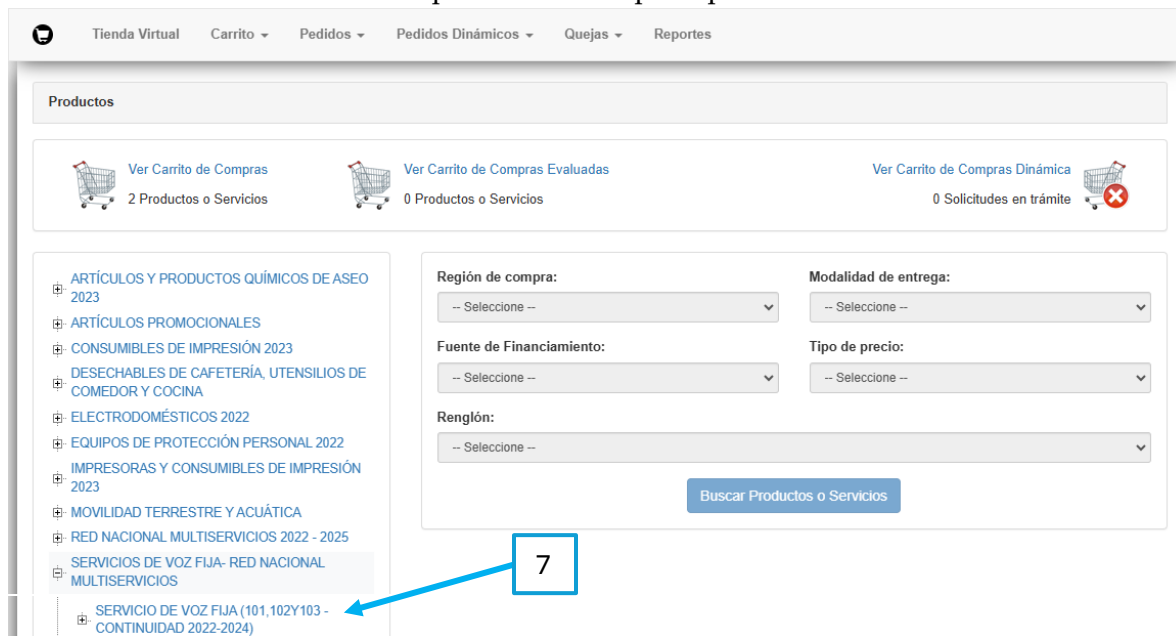 Tienda Virtual Carrito Pedidos Pedidos Dinámicos Quejas Reportes
Productos
Ver Carrito de Compras
2 Productos o Servicios
Ver Carrito de Compras Evaluadas
0 Productos o Servicios
Ver Carrito de Compras Dinámica
0 Solicitudes en trámite
ARTÍCULOS Y PRODUCTOS QUÍMICOS DE ASEO
2023
ARTÍCULOS PROMOCIONALES
CONSUMIBLES DE IMPRESIÓN 2023
DESECHABLES DE CAFETERÍA, UTENSILIOS DE
COMEDOR Y COCINA
ELECTRODOMÉSTICOS 2022
EQUIPOS DE PROTECCIÓN PERSONAL 2022
IMPRESORAS Y CONSUMIBLES DE IMPRESIÓN
2023
MOVILIDAD TERRESTRE Y ACUÁTICA
RED NACIONAL MULTISERVICIOS 2022 - 2025
SERVICIOS DE VOZ FIJA- RED NACIONAL
MULTISERVICIOS
SERVICIO DE VOZ FIJA (101,102Y103 -
CONTINUIDAD 2022-2024)
Región de compra:
-- Seleccione --
Modalidad de entrega:
-- Seleccione --
Fuente de Financiamiento:
-- Seleccione --
Tipo de precio:
-- Seleccione --
Renglón:
-- Seleccione --
Buscar Productos o Servicios
7